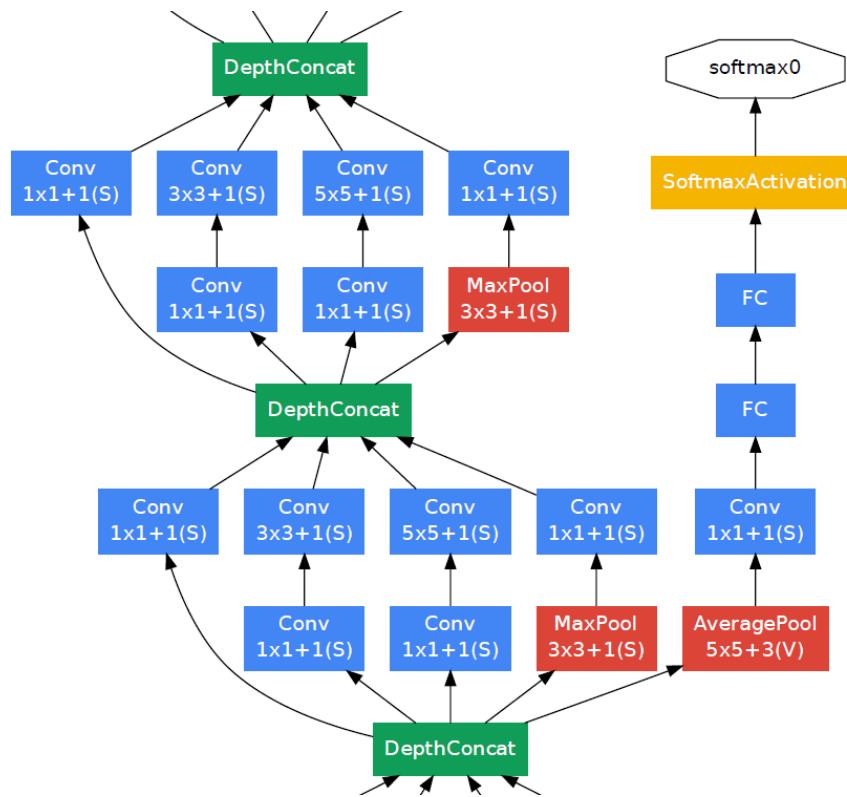 DepthConcat
softmax0
Conv
1x1+1(S)
Conv
3x3+1(S)
Conv
5x5+1(S)
Conv
1x1+1(S)
SoftmaxActivation
Conv
1x1+1(S)
Conv
1x1+1(S)
MaxPool
3x3+1(S)
FC
DepthConcat
FC
Conv
1x1+1(S)
Conv
3x3+1(S)
Conv
5x5+1(S)
Conv
1x1+1(S)
Conv
1x1+1(S)
Conv
1x1+1(S)
Conv
1x1+1(S)
MaxPool
3x3+1(S)
AveragePool
5x5+3(V)
DepthConcat